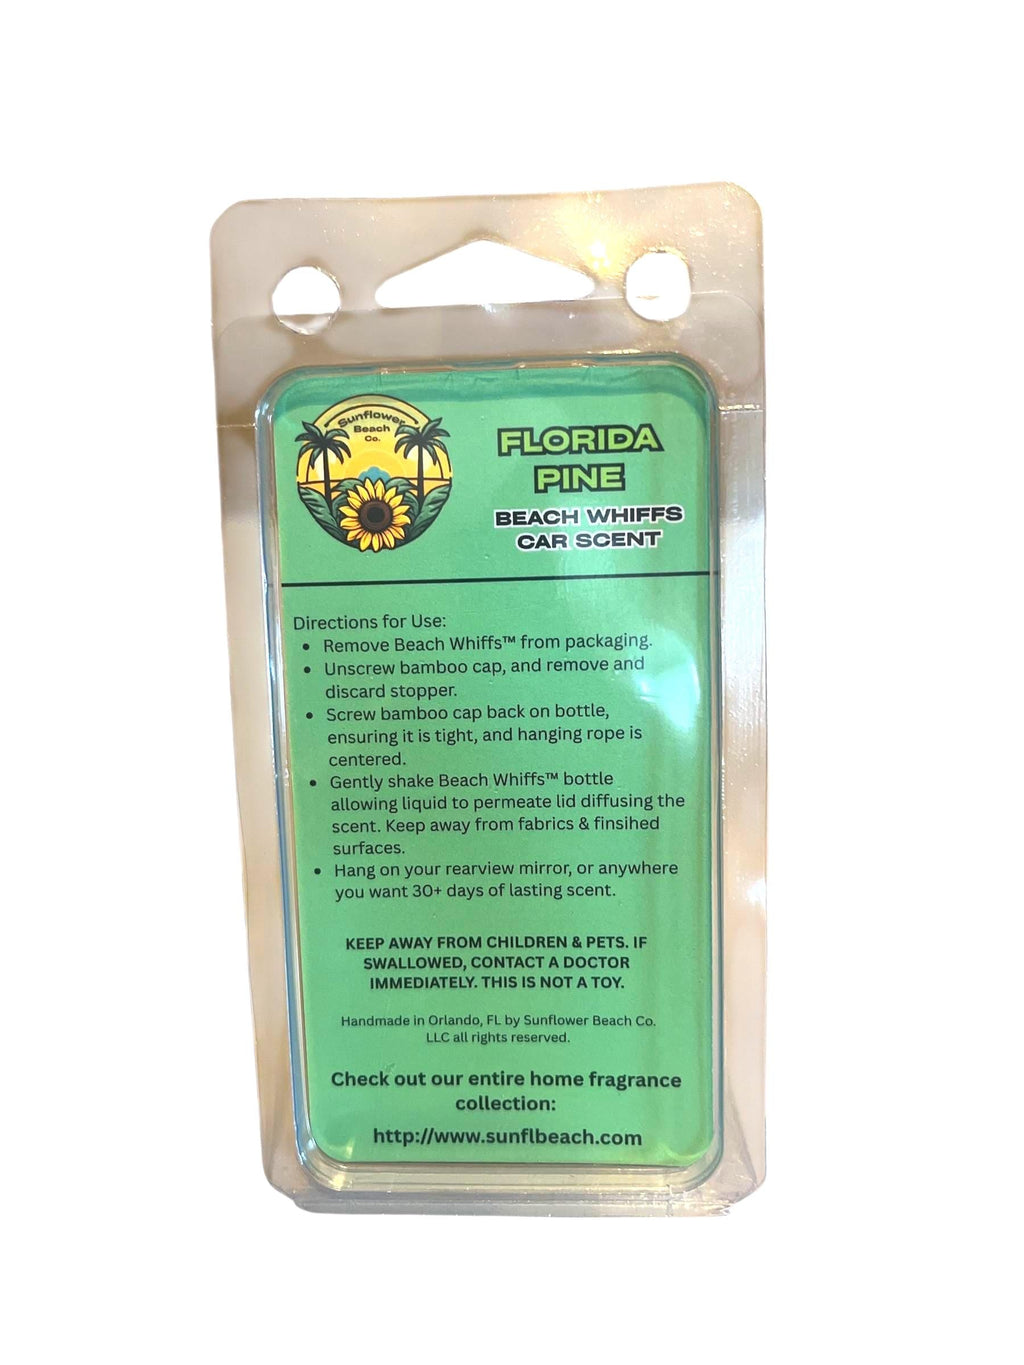 Sunflower
Beach
Co.
FLORIDA
PINE
BEACH WHIFFS
CAR SCENT
Directions for Use:
• Remove Beach Whiffs™ from packaging.
• Unscrew bamboo cap, and remove and
discard stopper.
• Screw bamboo cap back on bottle,
ensuring it is tight, and hanging rope is
centered.
• Gently shake Beach Whiffs™ bottle
allowing liquid to permeate lid diffusing the
scent. Keep away from fabrics & finsihed
surfaces.
• Hang on your rearview mirror, or anywhere
you want 30+ days of lasting scent.
KEEP AWAY FROM CHILDREN & PETS. IF
SWALLOWED, CONTACT A DOCTOR
IMMEDIATELY. THIS IS NOT A TOY.
Handmade in Orlando, FL by Sunflower Beach Co.
LLC all rights reserved.
Check out our entire home fragrance
collection:
http://www.sunflbeach.com